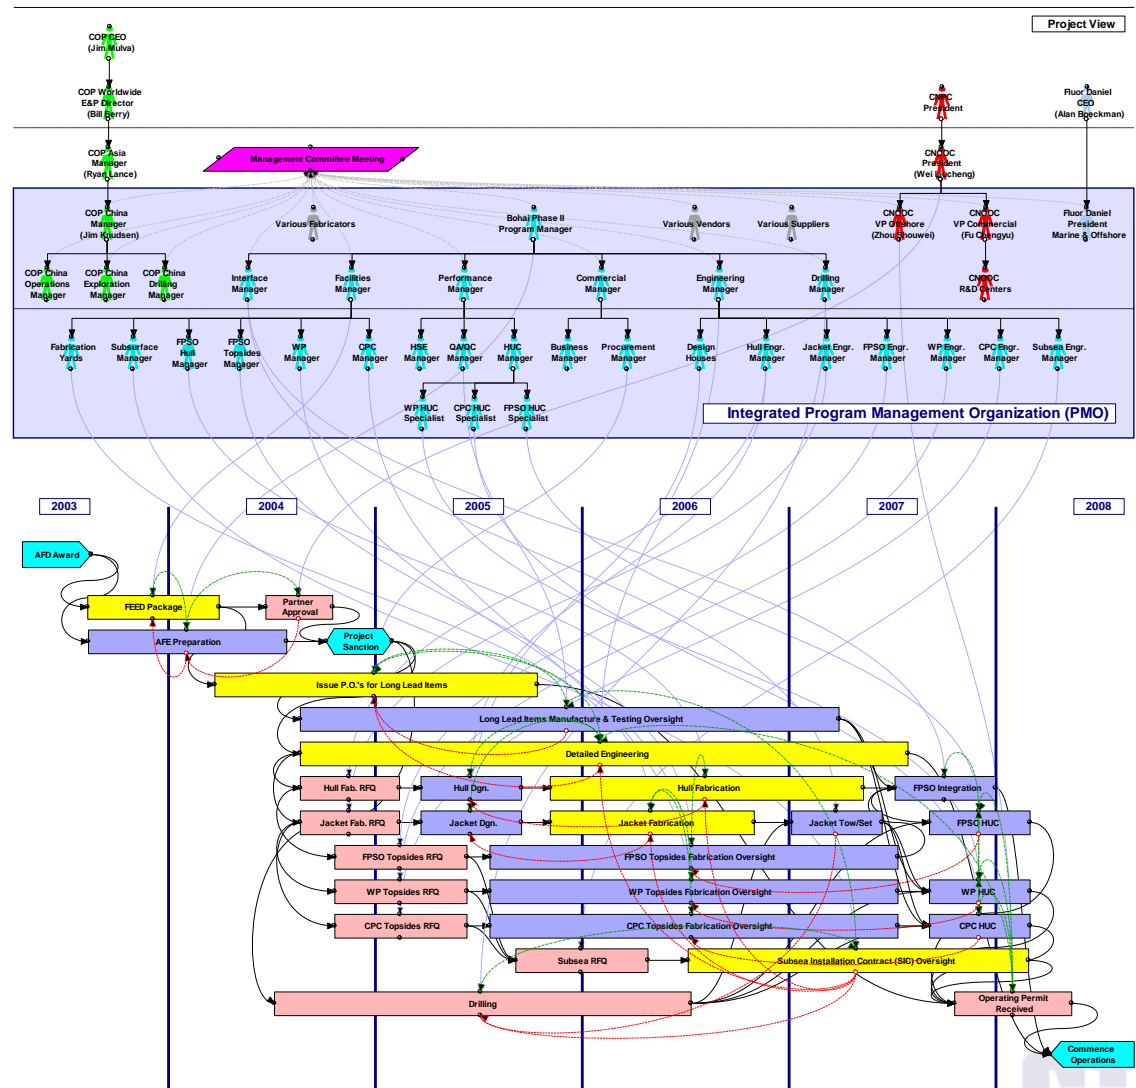 Project View
COP CEO
(Jim Mulva)
COP Worldwide
E&P Director
(Bill Berry)
CNPC
President
Fluor Daniel
CEO
(Alan Boeckman)
COP Asia
Manager
(Ryan Lance)
Management Committee Meeting
CNOOC
President
(Wei Liucheng)
COP China
Manager
(Jim Knudsen)
Various Fabricators
Bohai Phase II
Program Manager
Various Vendors
Various Suppliers
CNOOC
VP Offshore
(Zhou Shouwei)
CNOOC
VP Commercial
(Fu Chengyu)
Fluor Daniel
President
Marine & Offshore
COP China
Operations
Manager
COP China
Exploration
Manager
COP China
Drilling
Manager
Interface
Manager
Facilities
Manager
Performance
Manager
Commercial
Manager
Engineering
Manager
Drilling
Manager
CNOOC
R&D Centers
Fabrication
Yards
Subsurface
Manager
FPSO
Hull
Manager
FPSO
Topsides
Manager
WP
Manager
CPC
Manager
HSE
Manager
QA/QC
Manager
HUC
Manager
Business
Manager
Procurement
Manager
Design
Houses
Hull Engr.
Manager
Jacket Engr.
Manager
FPSO Engr.
Manager
WP Engr.
Manager
CPC Engr.
Manager
Subsea Engr.
Manager
WP HUC
Specialist
CPC HUC
Specialist
FPSO HUC
Specialist
Integrated Program Management Organization (PMO)
2003
2004
2005
2006
2007
2008
AFD Award
FEED Package
Partner
Approval
AFE Preparation
Project
Sanction
Issue P.O.'s for Long Lead Items
Long Lead Items Manufacture & Testing Oversight
Detailed Engineering
Hull Fab. RFQ
Hull Dgn.
Hull Fabrication
FPSO Integration
Jacket Fab. RFQ
Jacket Dgn.
Jacket Fabrication
Jacket Tow/Set
FPSO HUC
FPSO Topsides RFQ
FPSO Topsides Fabrication Oversight
WP Topsides RFQ
WP Topsides Fabrication Oversight
WP HUC
CPC Topsides RFQ
CPC Topsides Fabrication Oversight
CPC HUC
Subsea RFQ
Subsea Installation Contract (SIC) Oversight
Drilling
Operating Permit
Received
Commence
Operations